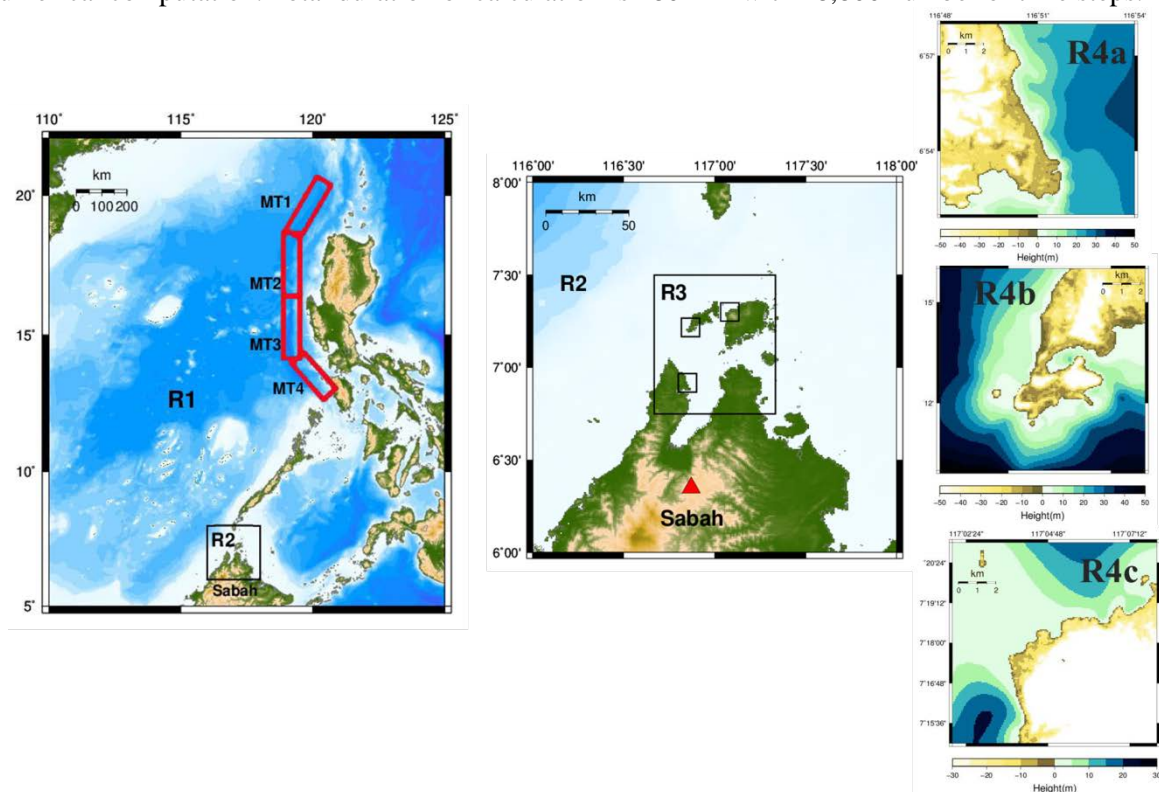 110° 115° 120° 125°
20°
15°
10°
5°
km
0 100 200
MT1
MT2
MT3
MT4
R1
R2
Sabah
116°00' 116°30' 117°00' 117°30' 118°00'
8°00'
7°30'
7°00'
6°30'
6°00'
km
0 50
R2
R3
Sabah
116°48' 116°51' 116°54'
6°57'
6°54'
km
0 1 2
R4a
-50 -40 -30 -20 -10 0 10 20 30 40 50
Height(m)
15'
12'
km
0 1 2
R4b
-50 -40 -30 -20 -10 0 10 20 30 40 50
Height(m)
117°02'24" 117°04'48" 117°07'12"
7°20'24"
7°19'12"
7°18'00"
7°16'48"
7°15'36"
km
0 1 2
R4c
-30 -20 -10 0 10 20 30
Height(m)